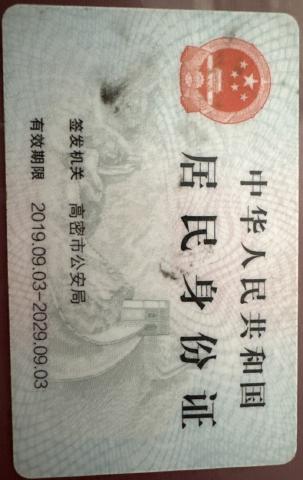 中华人民共和国
居民身份证
签发机关 高密市公安局
有效期限 2019.09.03-2029.09.03